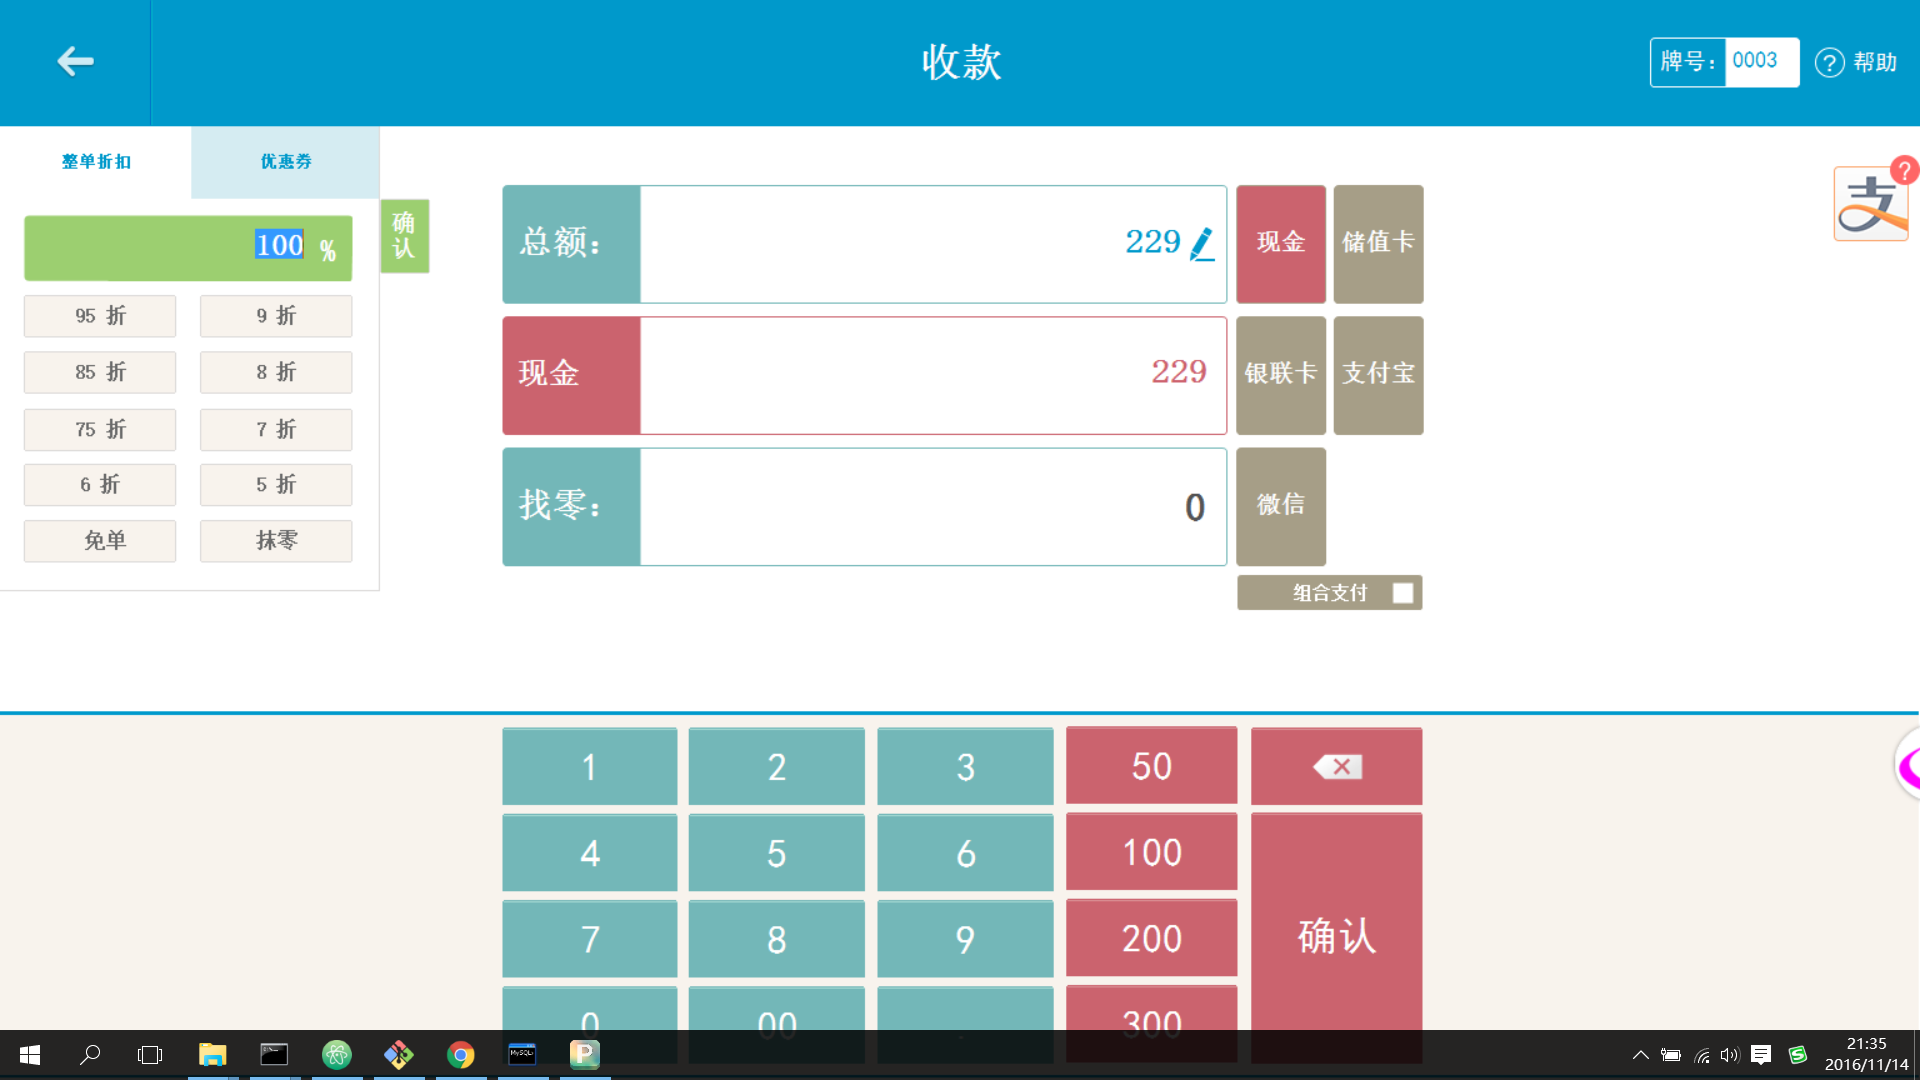 收款
牌号: 0003
? 帮助
整单折扣 优惠券
100 %
确认
95 折 9 折
85 折 8 折
75 折 7 折
6 折 5 折
免单 抹零
总额: 229
现金 储值卡
现金 229
银联卡 支付宝
找零: 0
微信
组合支付
支 ?
1 2 3 50
4 5 6 100
7 8 9 200
确认
0 00 . 300
MySQL
P
S
21:35
2016/11/14